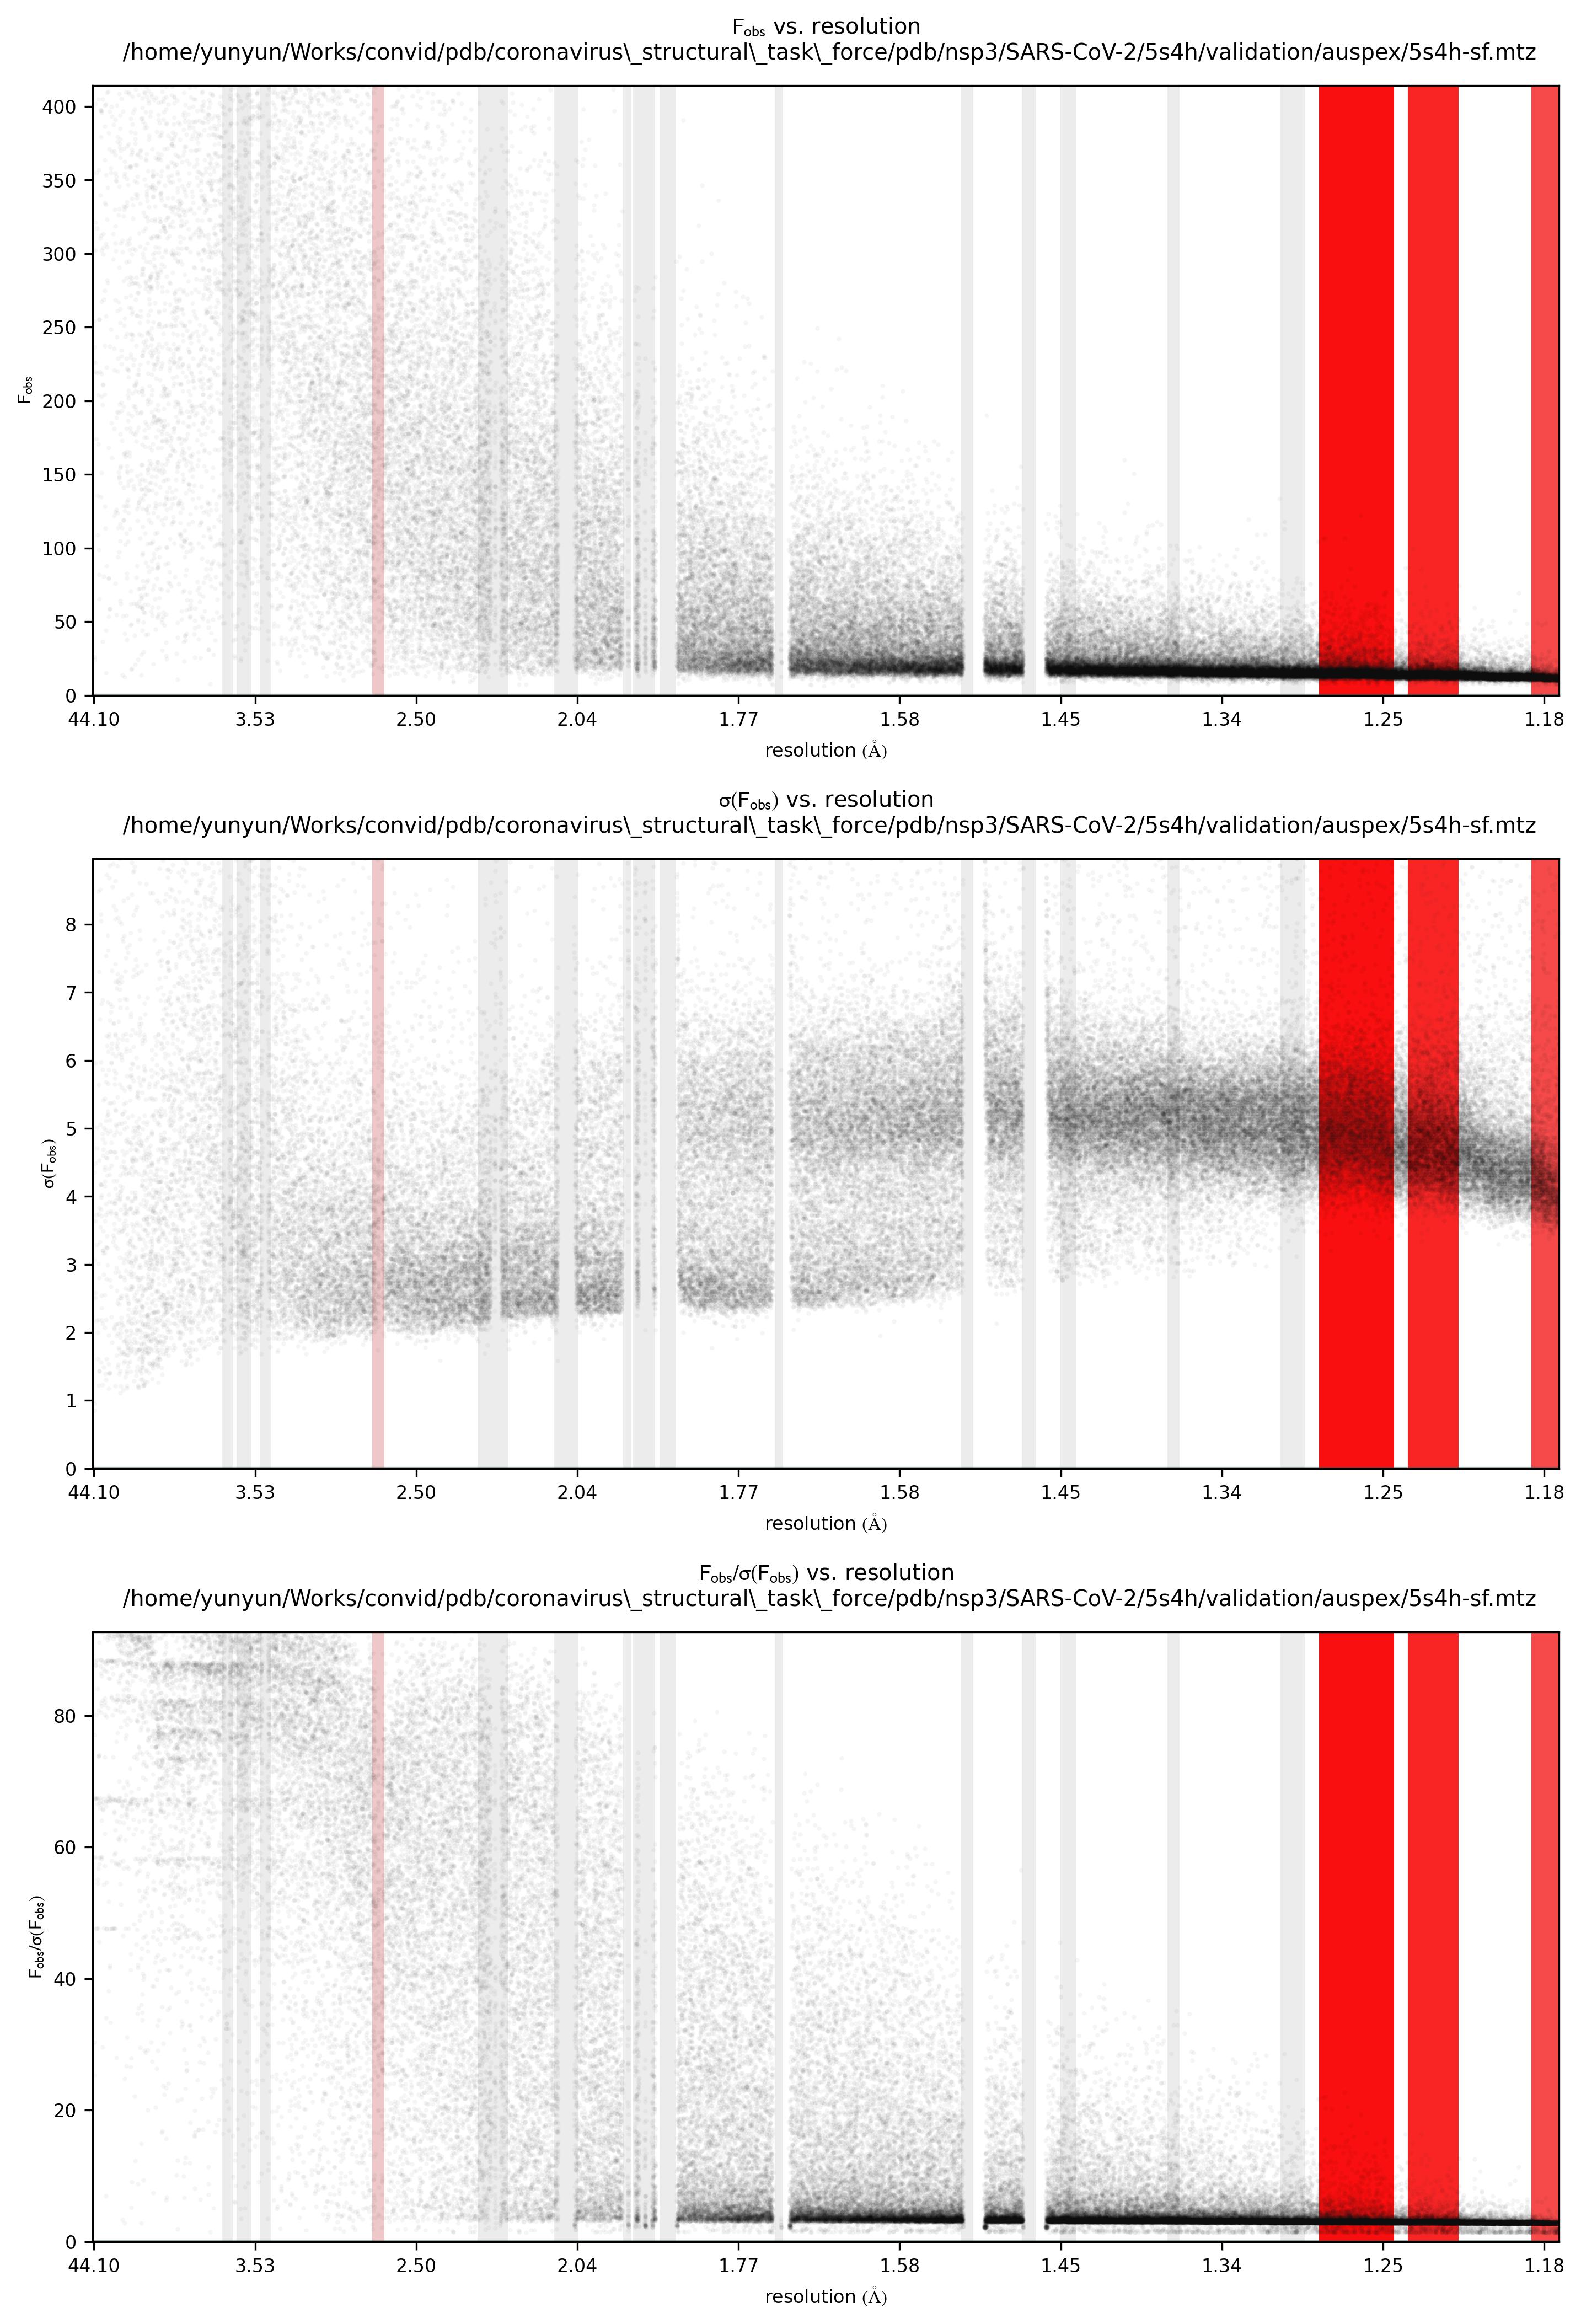 Fobs vs. resolution
/home/yunyun/Works/convid/pdb/coronavirus\_structural\_task\_force/pdb/nsp3/SARS-CoV-2/5s4h/validation/auspex/5s4h-sf.mtz
400
350
300
250
200
150
100
50
0
Fobs
44.10 3.53 2.50 2.04 1.77 1.58 1.45 1.34 1.25 1.18
resolution (Å)
σ(Fobs) vs. resolution
/home/yunyun/Works/convid/pdb/coronavirus\_structural\_task\_force/pdb/nsp3/SARS-CoV-2/5s4h/validation/auspex/5s4h-sf.mtz
8
7
6
5
4
3
2
1
0
σ(Fobs)
44.10 3.53 2.50 2.04 1.77 1.58 1.45 1.34 1.25 1.18
resolution (Å)
Fobs/σ(Fobs) vs. resolution
/home/yunyun/Works/convid/pdb/coronavirus\_structural\_task\_force/pdb/nsp3/SARS-CoV-2/5s4h/validation/auspex/5s4h-sf.mtz
80
60
40
20
0
Fobs/σ(Fobs)
44.10 3.53 2.50 2.04 1.77 1.58 1.45 1.34 1.25 1.18
resolution (Å)